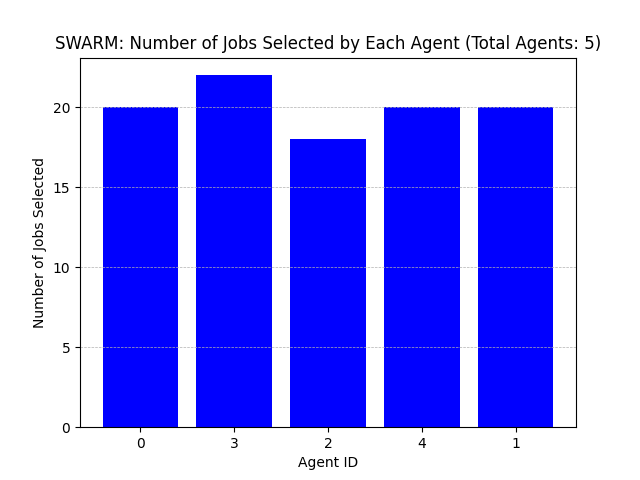 SWARM: Number of Jobs Selected by Each Agent (Total Agents: 5)
Number of Jobs Selected
20
15
10
5
0
0 3 2 4 1
Agent ID